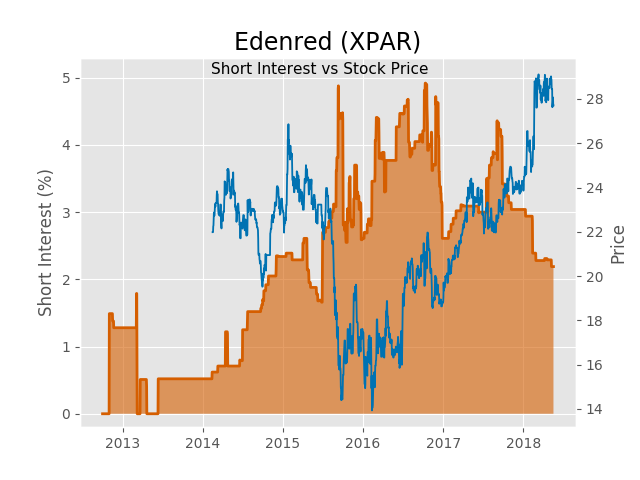 Edenred (XPAR)
Short Interest vs Stock Price
Short Interest (%)
5
4
3
2
1
0
28
26
24
22
20
18
16
14
Price
2013 2014 2015 2016 2017 2018